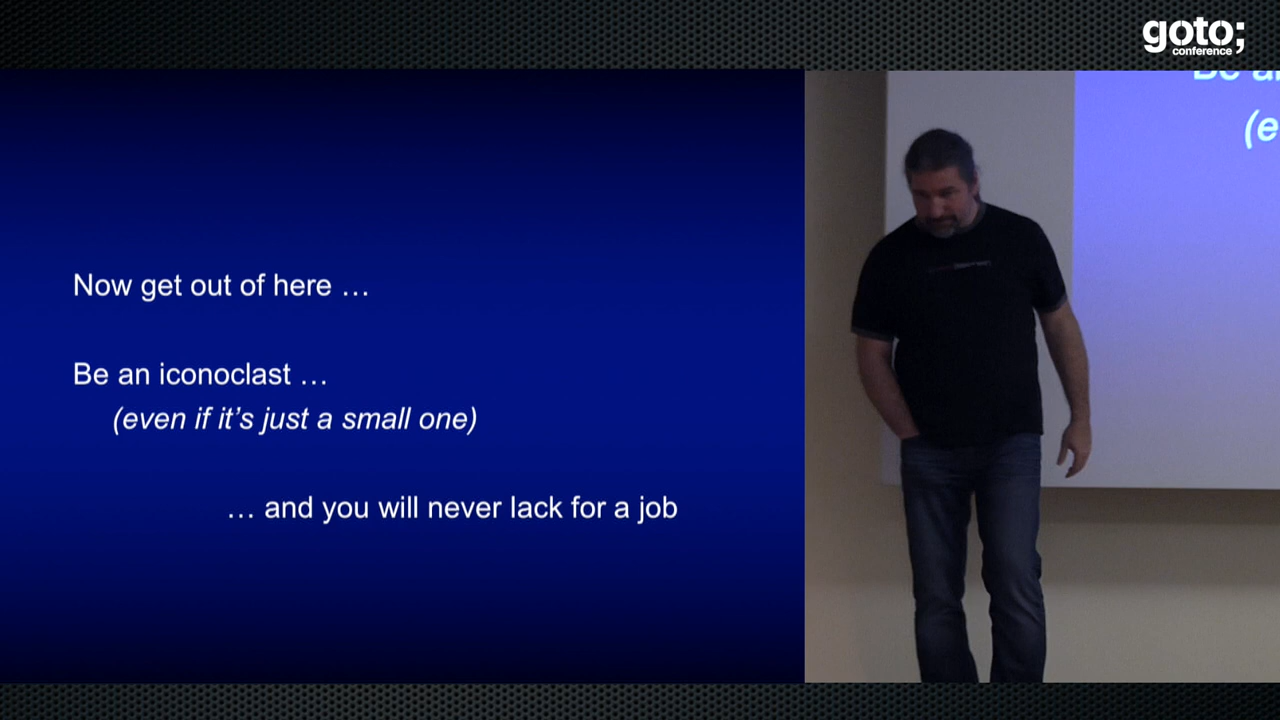 goto;
conference
Now get out of here …
Be an iconoclast …
(even if it's just a small one)
… and you will never lack for a job
Be a
(e